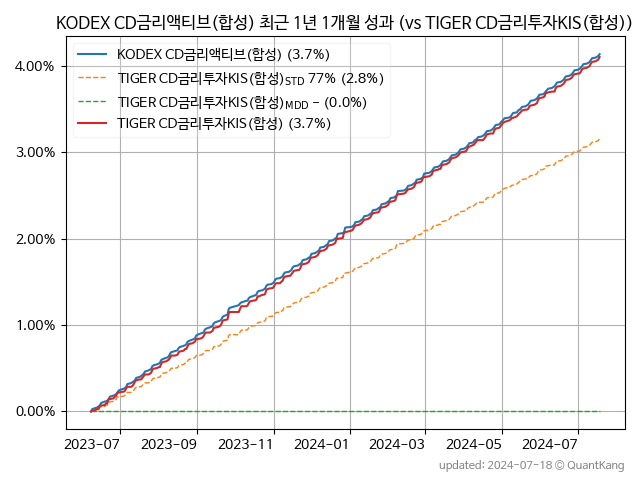 KODEX CD금리액티브(합성) 최근 1년 1개월 성과 (vs TIGER CD금리투자KIS(합성))
KODEX CD금리액티브(합성) (3.7%)
TIGER CD금리투자KIS(합성)STD 77% (2.8%)
TIGER CD금리투자KIS(합성)MDD − (0.0%)
TIGER CD금리투자KIS(합성) (3.7%)
4.00%
3.00%
2.00%
1.00%
0.00%
2023−07 2023−09 2023−11 2024−01 2024−03 2024−05 2024−07
updated: 2024-07-18 © QuantKang